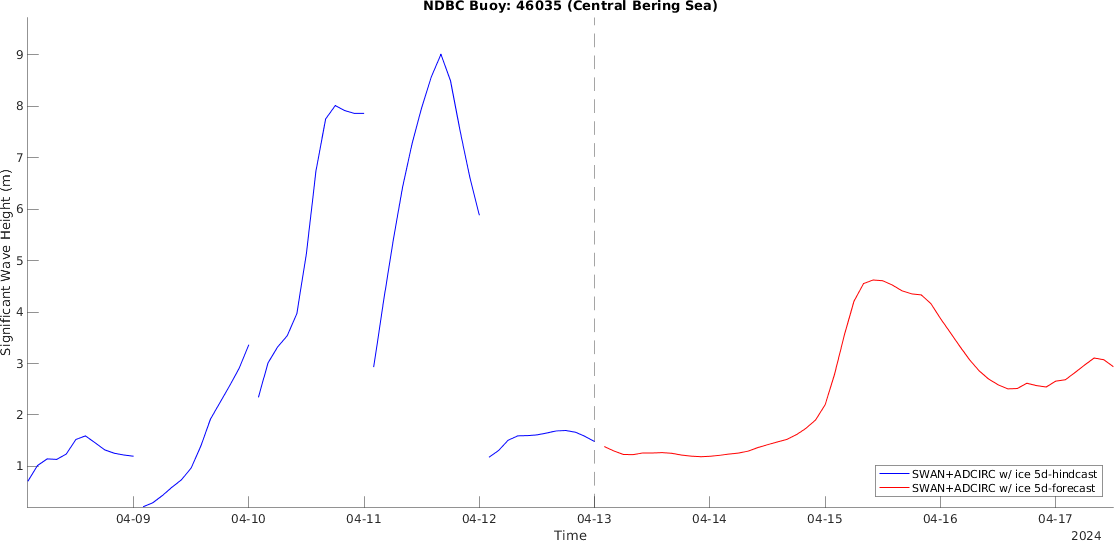 NDBC Buoy: 46035 (Central Bering Sea)
Significant Wave Height (m)
9
8
7
6
5
4
3
2
1
SWAN+ADCIRC w/ ice 5d-hindcast
SWAN+ADCIRC w/ ice 5d-forecast
04-09 04-10 04-11 04-12 04-13 04-14 04-15 04-16 04-17
Time
2024